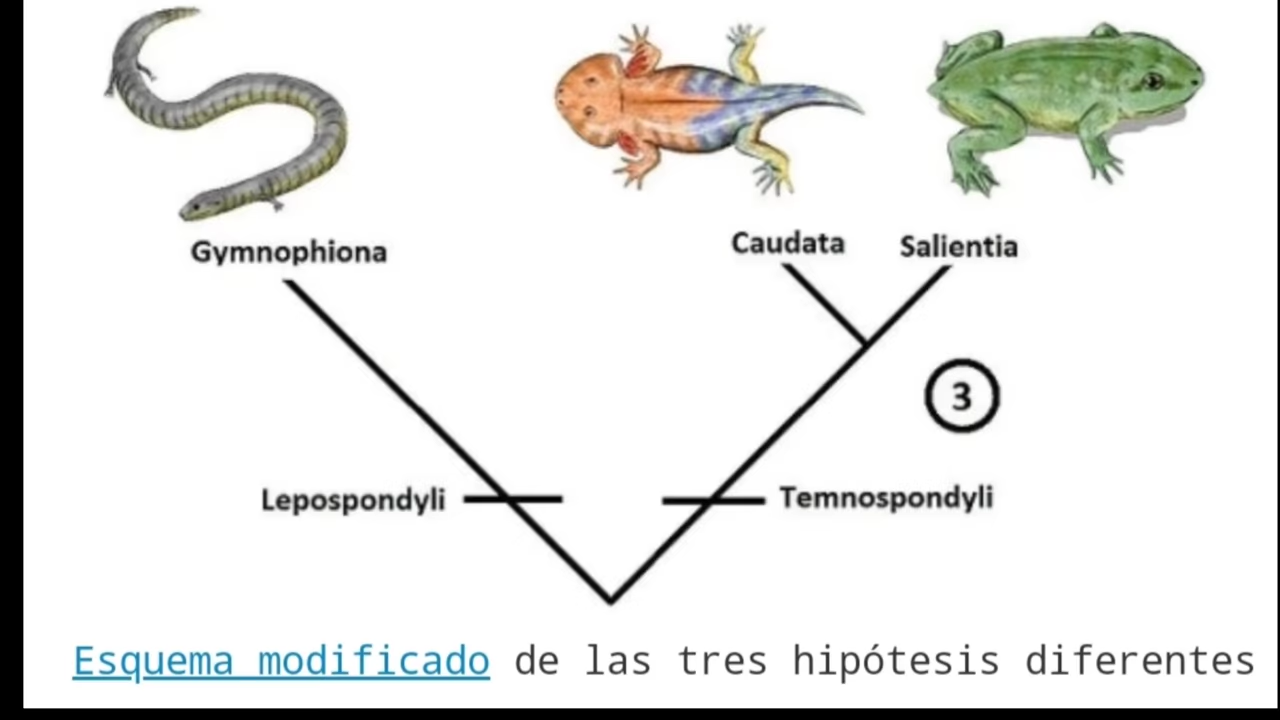 Gymnophiona
Caudata
Salientia
3
Lepospondyli
Temnospondyli
Esquema modificado de las tres hipótesis diferentes